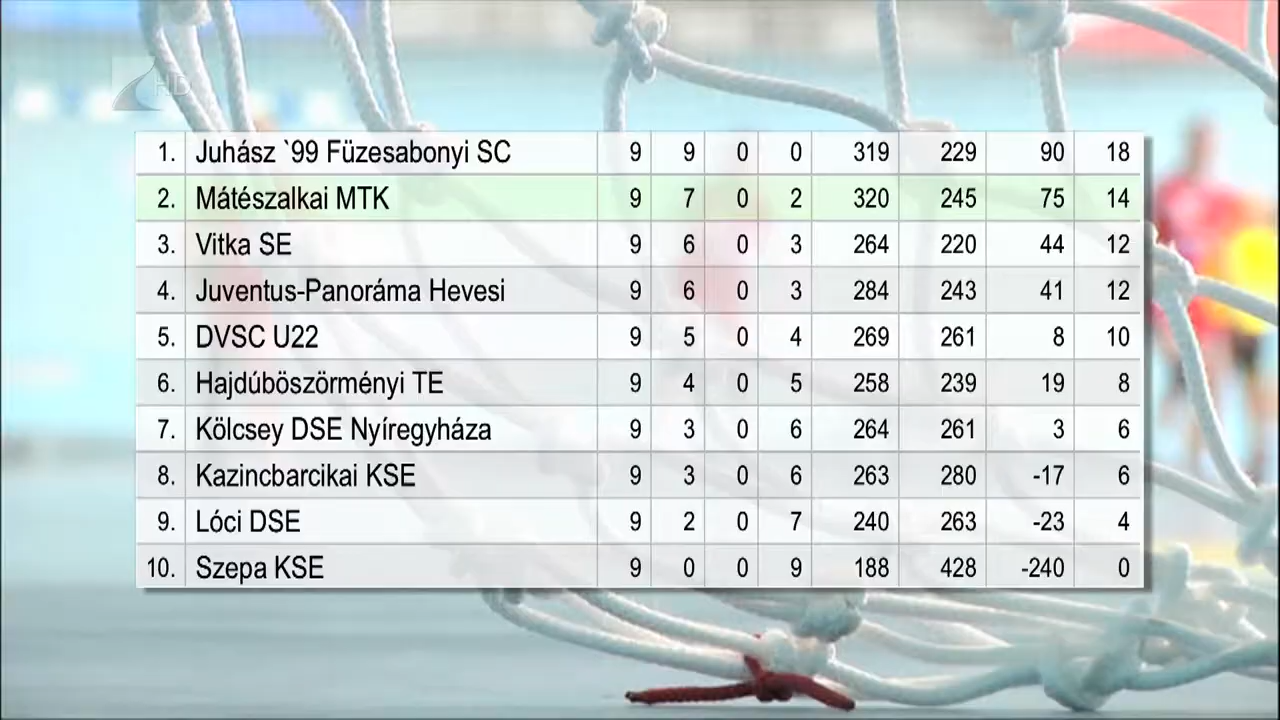 HD
1. Juhász `99 Füzesabonyi SC 9 9 0 0 319 229 90 18
2. Mátészalkai MTK 9 7 0 2 320 245 75 14
3. Vitka SE 9 6 0 3 264 220 44 12
4. Juventus-Panoráma Hevesi 9 6 0 3 284 243 41 12
5. DVSC U22 9 5 0 4 269 261 8 10
6. Hajdúböszörményi TE 9 4 0 5 258 239 19 8
7. Kölcsey DSE Nyíregyháza 9 3 0 6 264 261 3 6
8. Kazincbarcikai KSE 9 3 0 6 263 280 -17 6
9. Lóci DSE 9 2 0 7 240 263 -23 4
10. Szepa KSE 9 0 0 9 188 428 -240 0